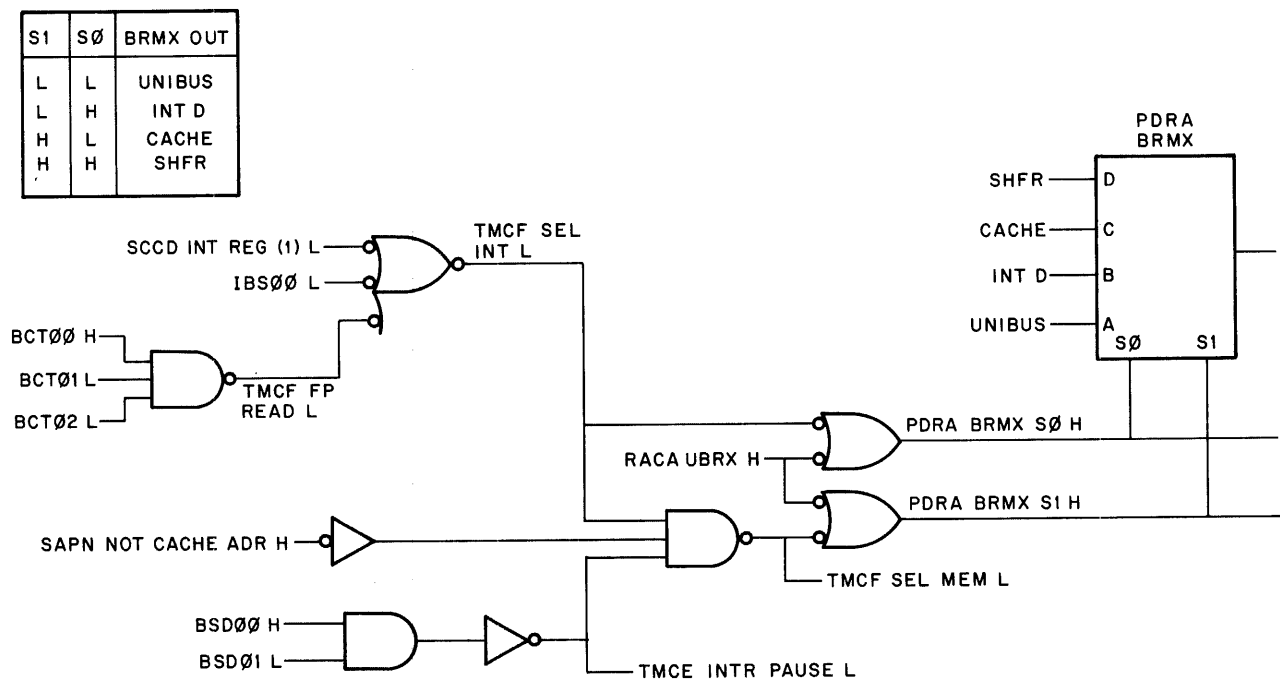 S1 SØ BRMX OUT
L L UNIBUS
L H INT D
H L CACHE
H H SHFR
PDRA
BRMX
SHFR D
CACHE C
INT D B
UNIBUS A
SØ S1
SCCD INT REG (1) L
IBSØØ L
TMCF SEL
INT L
BCTØØ H
BCTØ1 L
BCTØ2 L
TMCF FP
READ L
RACA UBRX H
PDRA BRMX SØ H
PDRA BRMX S1 H
SAPN NOT CACHE ADR H
TMCF SEL MEM L
BSDØØ H
BSDØ1 L
TMCE INTR PAUSE L